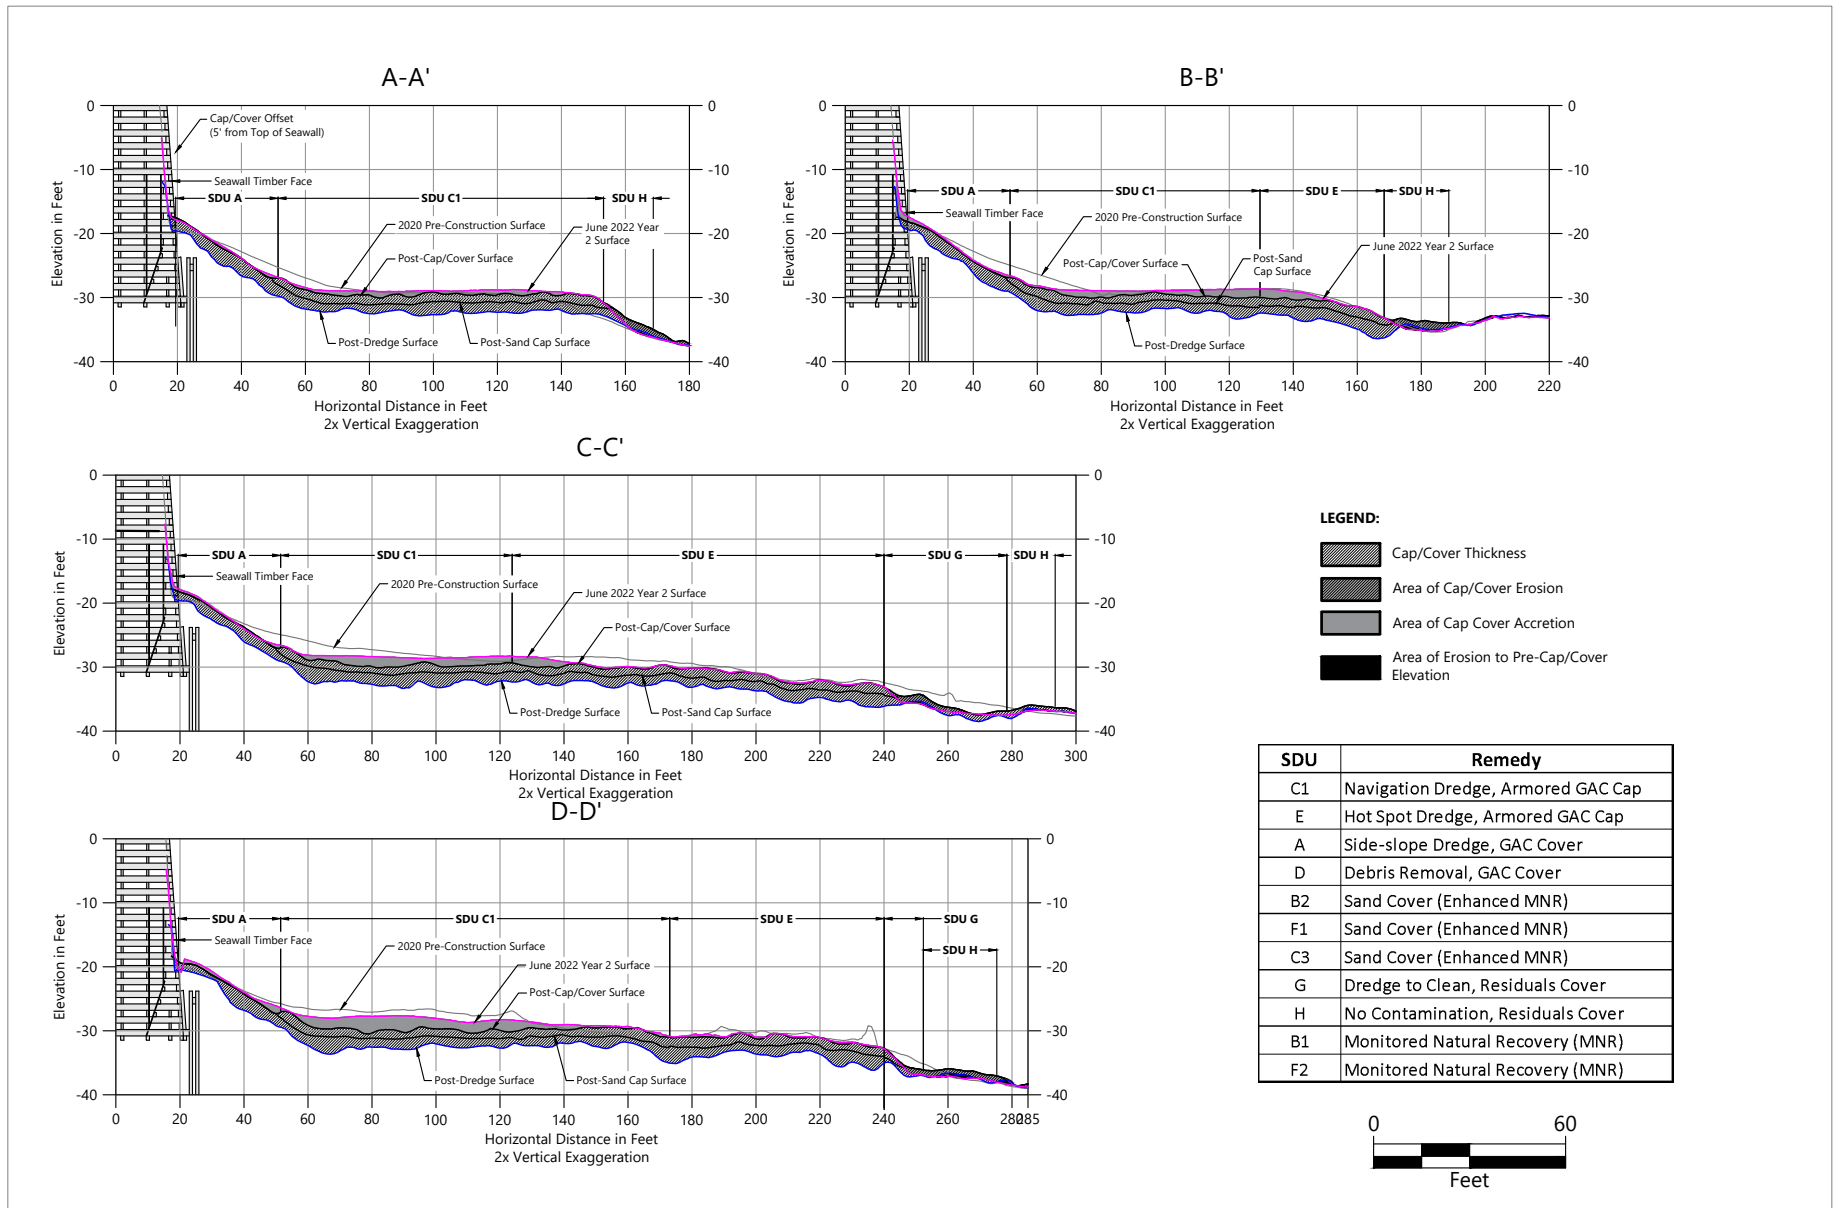 A-A'
0
-10
-20
-30
-40
Elevation in Feet
Cap/Cover Offset
(5' from Top of Seawall)
Seawall Timber Face
SDU A
SDU C1
SDU H
2020 Pre-Construction Surface
June 2022 Year
2 Surface
Post-Cap/Cover Surface
Post-Dredge Surface
Post-Sand Cap Surface
0
-10
-20
-30
-40
0 20 40 60 80 100 120 140 160 180
Horizontal Distance in Feet
2x Vertical Exaggeration
B-B'
0
-10
-20
-30
-40
Elevation in Feet
SDU A
SDU C1
SDU E
SDU H
Seawall Timber Face
2020 Pre-Construction Surface
Post-Cap/Cover Surface
Post-Sand
Cap Surface
June 2022 Year 2 Surface
Post-Dredge Surface
0
-10
-20
-30
-40
0 20 40 60 80 100 120 140 160 180 200 220
Horizontal Distance in Feet
2x Vertical Exaggeration
C-C'
0
-10
-20
-30
-40
Elevation in Feet
SDU A
SDU C1
SDU E
SDU G
SDU H
Seawall Timber Face
2020 Pre-Construction Surface
June 2022 Year 2 Surface
Post-Cap/Cover Surface
Post-Dredge Surface
Post-Sand Cap Surface
0
-10
-20
-30
-40
0 20 40 60 80 100 120 140 160 180 200 220 240 260 280 300
Horizontal Distance in Feet
2x Vertical Exaggeration
D-D'
0
-10
-20
-30
-40
Elevation in Feet
SDU A
SDU C1
SDU E
SDU G
SDU H
Seawall Timber Face
2020 Pre-Construction Surface
June 2022 Year 2 Surface
Post-Cap/Cover Surface
Post-Dredge Surface
Post-Sand Cap Surface
0
-10
-20
-30
-40
0 20 40 60 80 100 120 140 160 180 200 220 240 260 280 285
Horizontal Distance in Feet
2x Vertical Exaggeration
LEGEND:
Cap/Cover Thickness
Area of Cap/Cover Erosion
Area of Cap Cover Accretion
Area of Erosion to Pre-Cap/Cover
Elevation
SDU Remedy
C1 Navigation Dredge, Armored GAC Cap
E Hot Spot Dredge, Armored GAC Cap
A Side-slope Dredge, GAC Cover
D Debris Removal, GAC Cover
B2 Sand Cover (Enhanced MNR)
F1 Sand Cover (Enhanced MNR)
C3 Sand Cover (Enhanced MNR)
G Dredge to Clean, Residuals Cover
H No Contamination, Residuals Cover
B1 Monitored Natural Recovery (MNR)
F2 Monitored Natural Recovery (MNR)
0 60
Feet